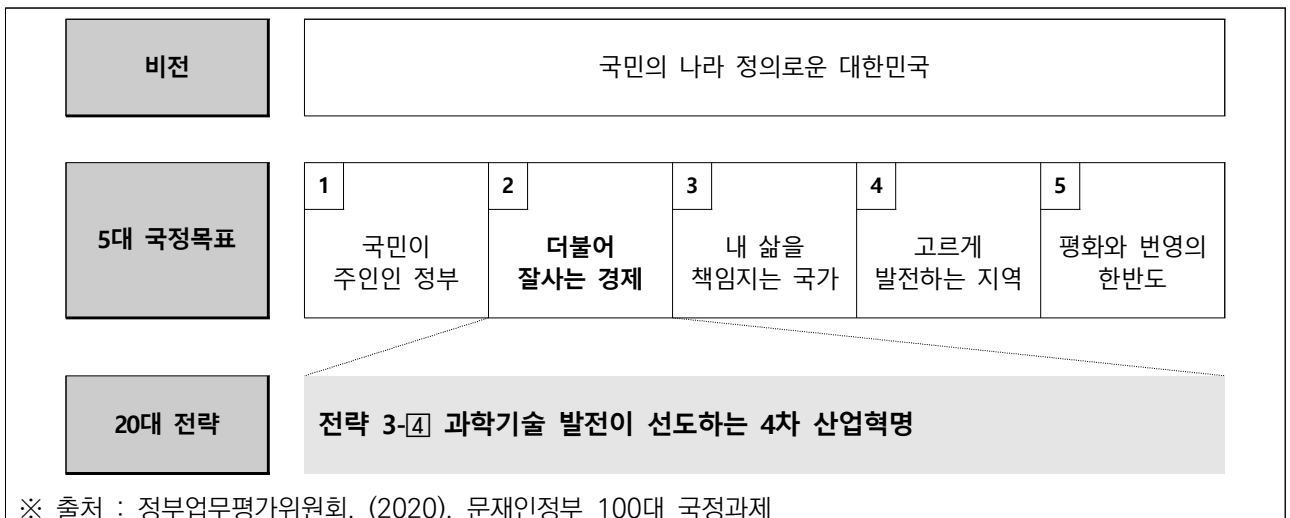 비전
국민의 나라 정의로운 대한민국
5대 국정목표
1
국민이
주인인 정부
2
더불어
잘사는 경제
3
내 삶을
책임지는 국가
4
고르게
발전하는 지역
5
평화와 번영의
한반도
20대 전략
전략 3-4 과학기술 발전이 선도하는 4차 산업혁명
※ 출처 : 정부업무평가위원회. (2020). 문재인정부 100대 국정과제